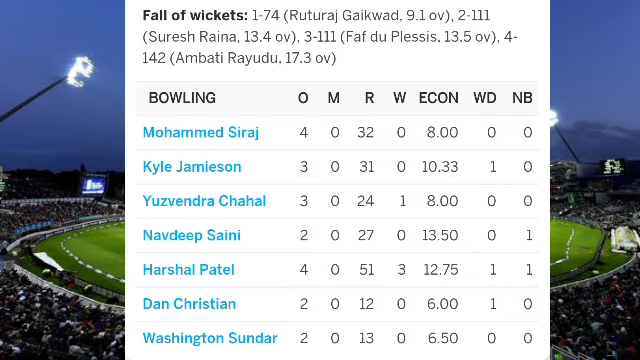 Fall of wickets: 1-74 (Ruturaj Gaikwad, 9.1 ov), 2-111
(Suresh Raina, 13.4 ov), 3-111 (Faf du Plessis, 13.5 ov), 4-
142 (Ambati Rayudu, 17.3 ov)
BOWLING O M R W ECON WD NB
Mohammed Siraj 4 0 32 0 8.00 0 0
Kyle Jamieson 3 0 31 0 10.33 1 0
Yuzvendra Chahal 3 0 24 1 8.00 0 0
Navdeep Saini 2 0 27 0 13.50 0 1
Harshal Patel 4 0 51 3 12.75 1 1
Dan Christian 2 0 12 0 6.00 1 0
Washington Sundar 2 0 13 0 6.50 0 0